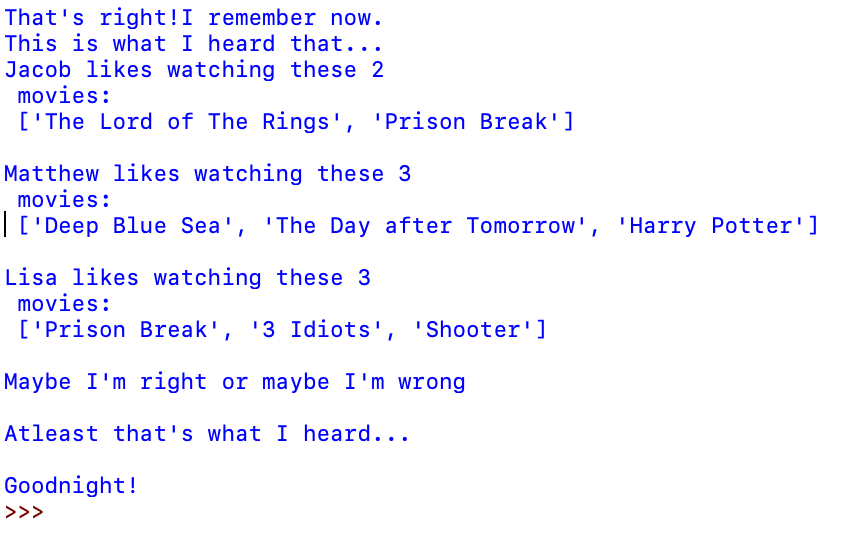 That's right!I remember now.
This is what I heard that...
Jacob likes watching these 2
 movies:
 ['The Lord of The Rings', 'Prison Break']

Matthew likes watching these 3
 movies:
 ['Deep Blue Sea', 'The Day after Tomorrow', 'Harry Potter']

Lisa likes watching these 3
 movies:
 ['Prison Break', '3 Idiots', 'Shooter']

Maybe I'm right or maybe I'm wrong

Atleast that's what I heard...

Goodnight!
>>>